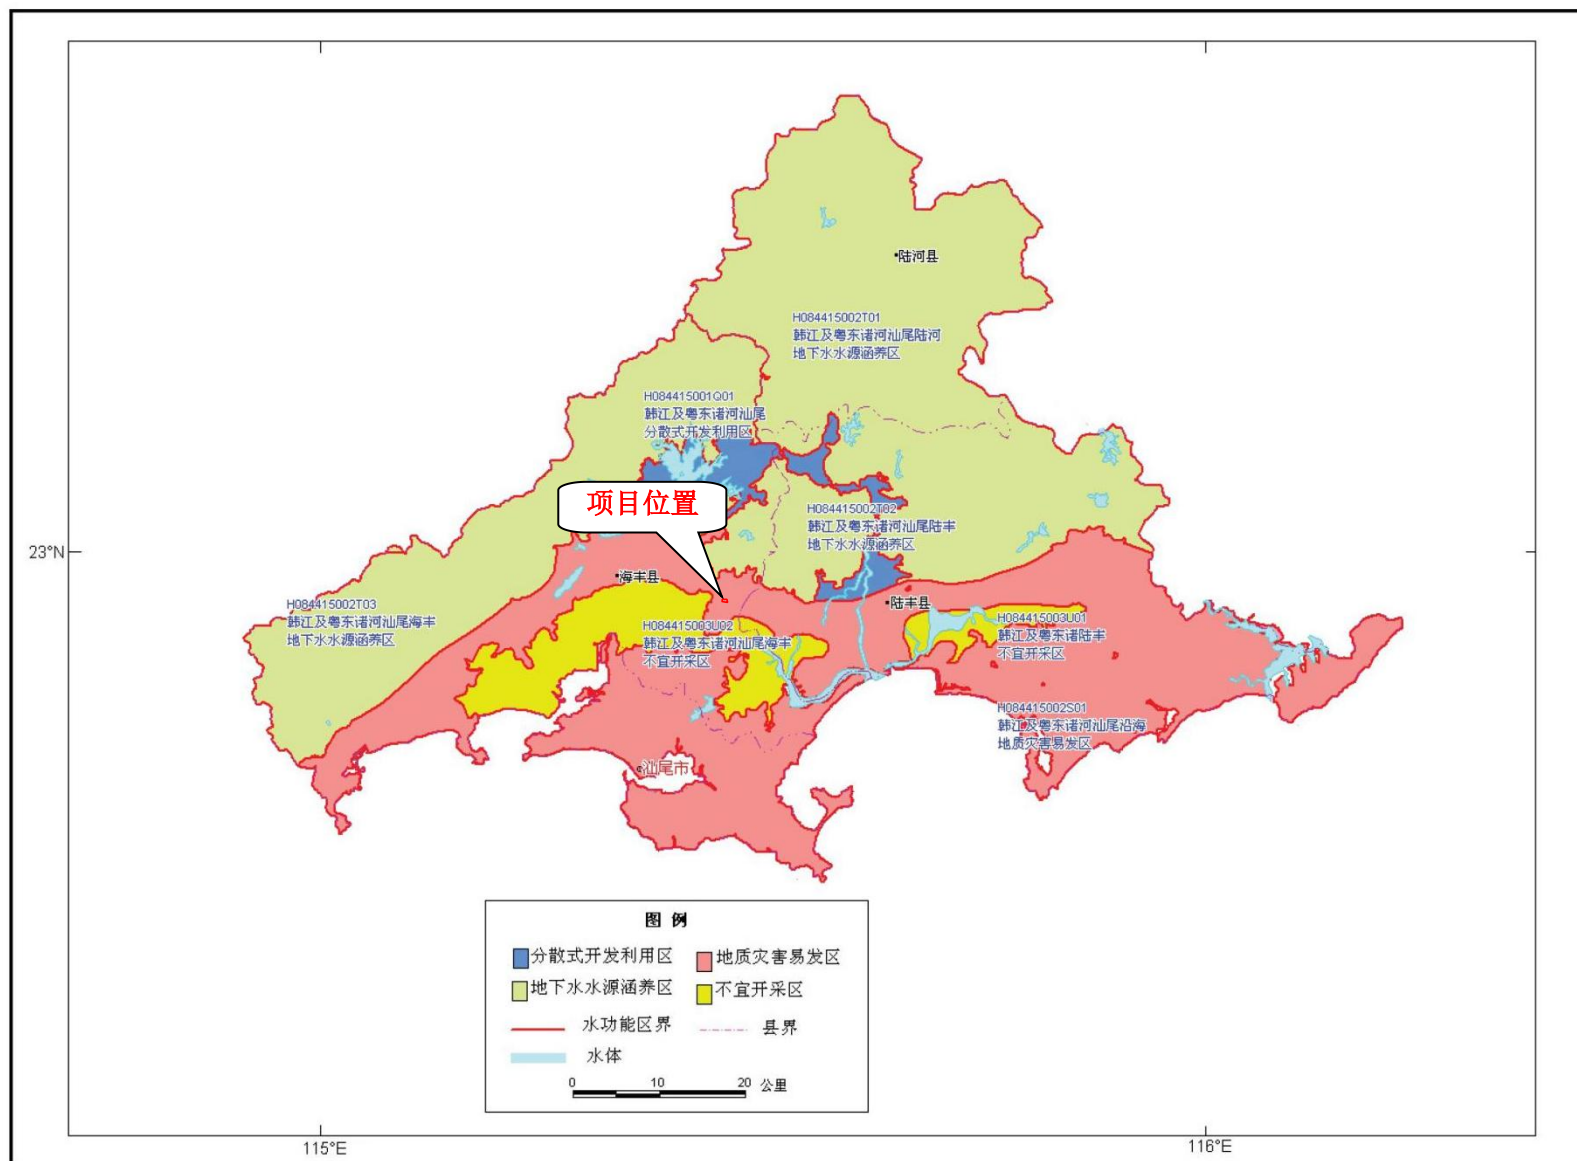 陆河县
H084415002T01
韩江及粤东诸河汕尾陆河
地下水水源涵养区
H084415001Q01
韩江及粤东诸河汕尾
分散式开发利用区
项目位置
H084415002T02
韩江及粤东诸河汕尾陆丰
地下水水源涵养区
23°N
海丰县
陆丰县
H084415002T03
韩江及粤东诸河汕尾海丰
地下水水源涵养区
H084415003U02
韩江及粤东诸河汕尾海丰
不宜开采区
H084415003U01
韩江及粤东诸陆丰
不宜开采区
H084415002S01
韩江及粤东诸河汕尾沿海
地质灾害易发区
汕尾市
图 例
分散式开发利用区
地质灾害易发区
地下水水源涵养区
不宜开采区
水功能区界
县界
水体
0 10 20 公里
115°E
116°E